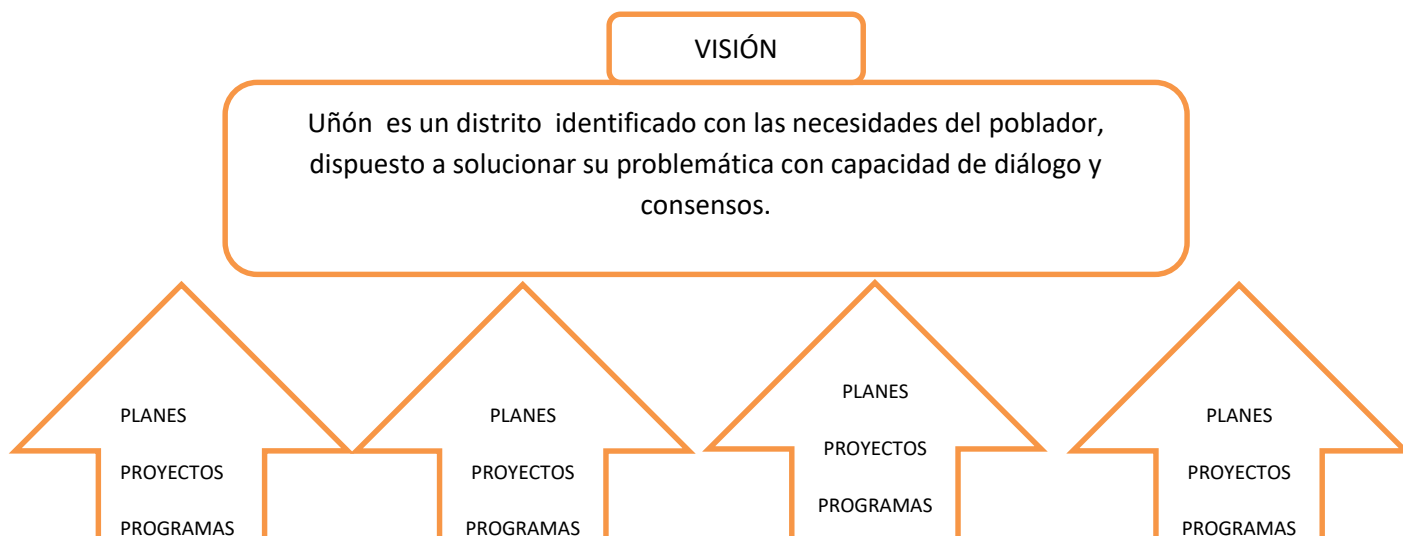 VISIÓN
Uñón es un distrito identificado con las necesidades del poblador,
dispuesto a solucionar su problemática con capacidad de diálogo y
consensos.
PLANES
PROYECTOS
PROGRAMAS
PLANES
PROYECTOS
PROGRAMAS
PLANES
PROYECTOS
PROGRAMAS
PLANES
PROYECTOS
PROGRAMAS